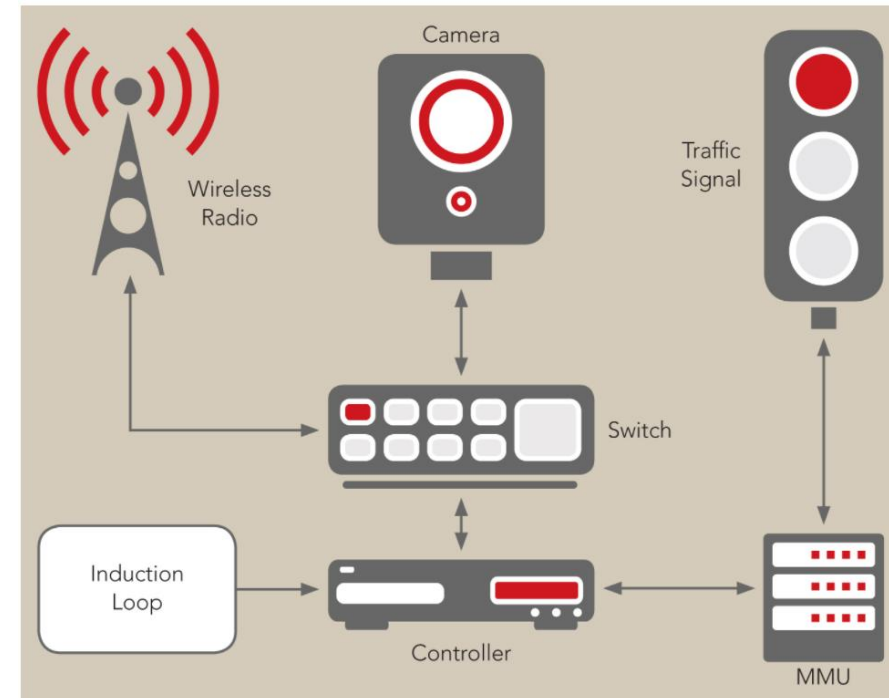 Camera
Wireless
Radio
Traffic
Signal
Switch
Induction
Loop
Controller
MMU